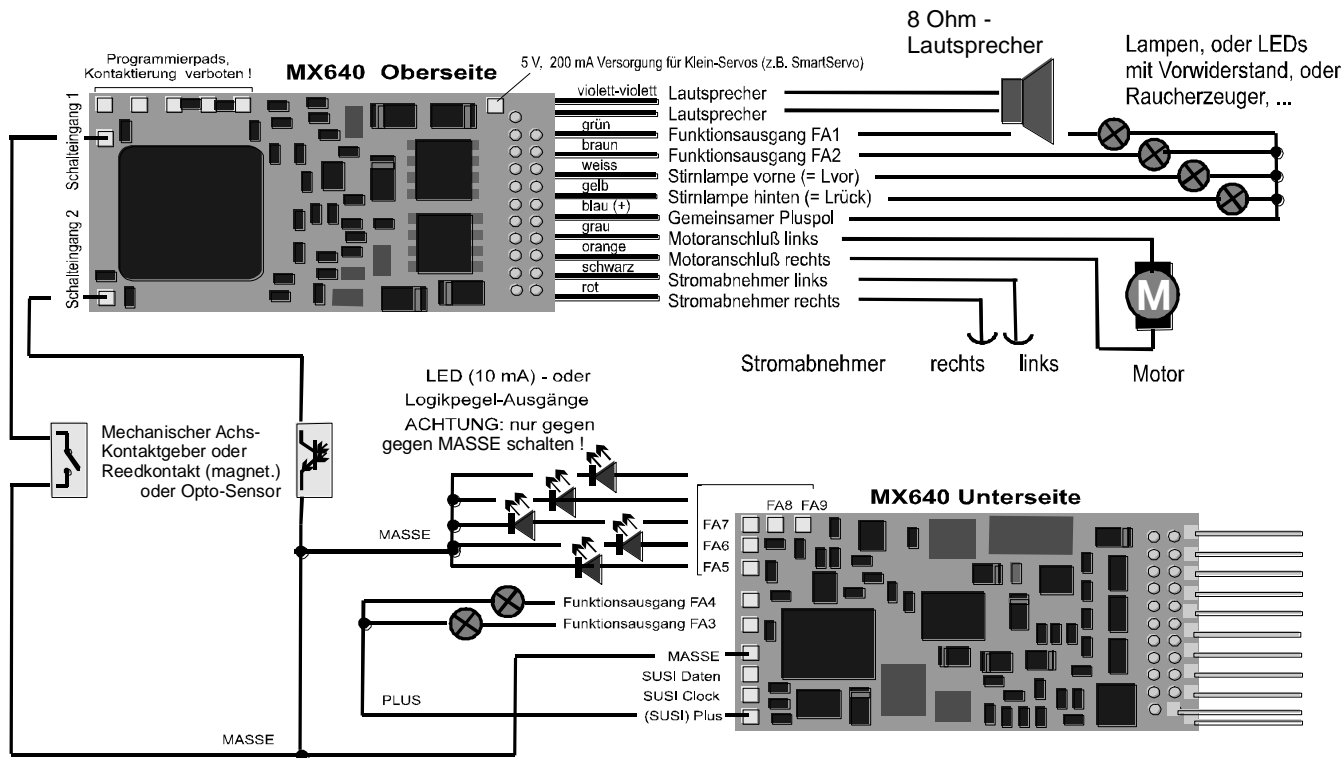 8 Ohm -
Lautsprecher
Lampen, oder LEDs
mit Vorwiderstand, oder
Raucherzeuger, ...
Programmierpads,
Kontaktierung verboten !
MX640 Oberseite
5 V, 200 mA Versorgung für Klein-Servos (z.B. SmartServo)
Schalteingang 1
Schalteingang 2
violett-violett
Lautsprecher
Lautsprecher
grün
Funktionsausgang FA1
braun
Funktionsausgang FA2
weiss
Stirnlampe vorne (= Lvor)
gelb
Stirnlampe hinten (= Lrück)
blau (+)
Gemeinsamer Pluspol
grau
Motoranschluß links
orange
Motoranschluß rechts
schwarz
Stromabnehmer links
rot
Stromabnehmer rechts
M
Stromabnehmer rechts links
Motor
LED (10 mA) - oder
Logikpegel-Ausgänge
ACHTUNG: nur gegen
gegen MASSE schalten !
Mechanischer Achs-
Kontaktgeber oder
Reedkontakt (magnet.)
oder Opto-Sensor
MX640 Unterseite
FA8 FA9
FA7
FA6
FA5
MASSE
Funktionsausgang FA4
Funktionsausgang FA3
MASSE
SUSI Daten
SUSI Clock
(SUSI) Plus
PLUS
MASSE